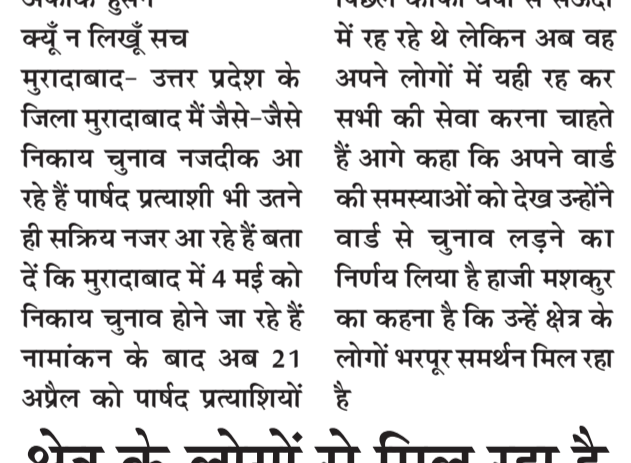 क्यूँ न लिखूँ सच
मुरादाबाद- उत्तर प्रदेश के
जिला मुरादाबाद मैं जैसे-जैसे
निकाय चुनाव नजदीक आ
रहे हैं पार्षद प्रत्याशी भी उतने
ही सक्रिय नजर आ रहे हैं बता
दें कि मुरादाबाद में 4 मई को
निकाय चुनाव होने जा रहे हैं
नामांकन के बाद अब 21
अप्रैल को पार्षद प्रत्याशियों
में रह रहे थे लेकिन अब वह
अपने लोगों में यही रह कर
सभी की सेवा करना चाहते
हैं आगे कहा कि अपने वार्ड
की समस्याओं को देख उन्होंने
वार्ड से चुनाव लड़ने का
निर्णय लिया है हाजी मशकुर
का कहना है कि उन्हें क्षेत्र के
लोगों भरपूर समर्थन मिल रहा
है
क्षेत्र के लोगों से मिल रहा है